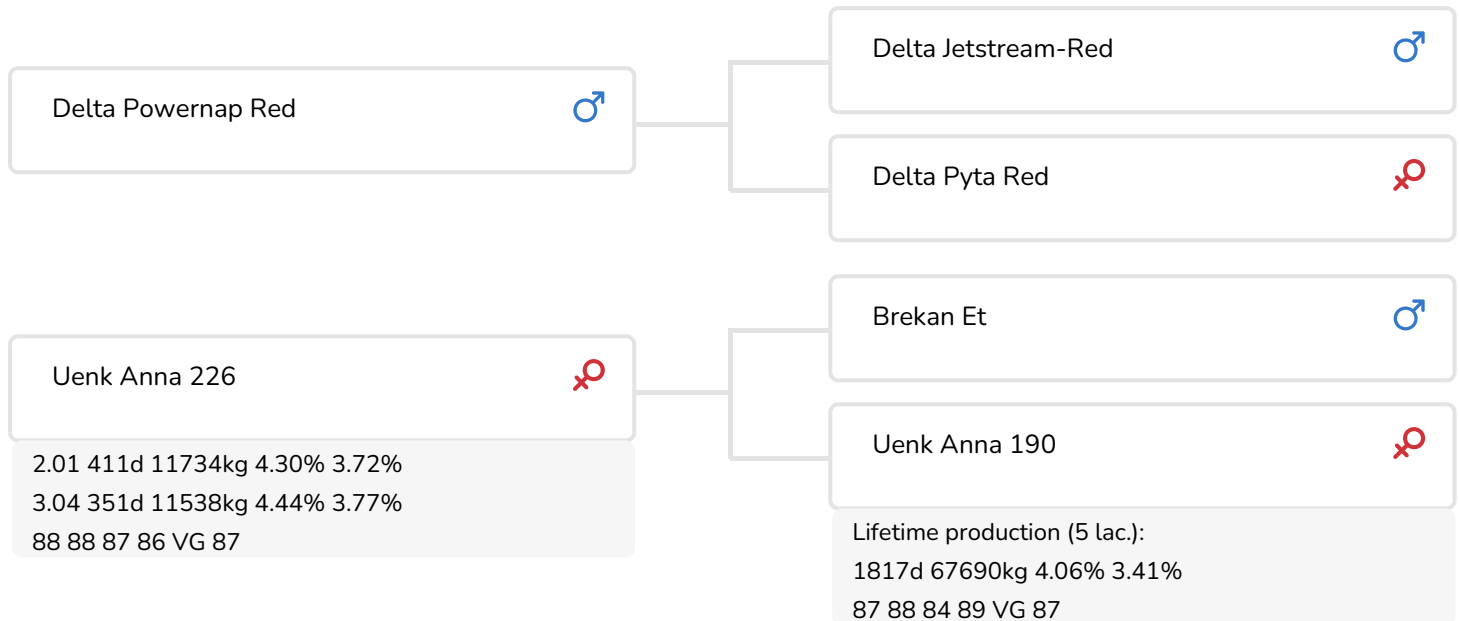 Delta Powernap Red
Delta Jetstream-Red
Delta Pyta Red
Uenk Anna 226
2.01 411d 11734kg 4.30% 3.72%
3.04 351d 11538kg 4.44% 3.77%
88 88 87 86 VG 87
Brekan Et
Uenk Anna 190
Lifetime production (5 lac.):
1817d 67690kg 4.06% 3.41%
87 88 84 89 VG 87